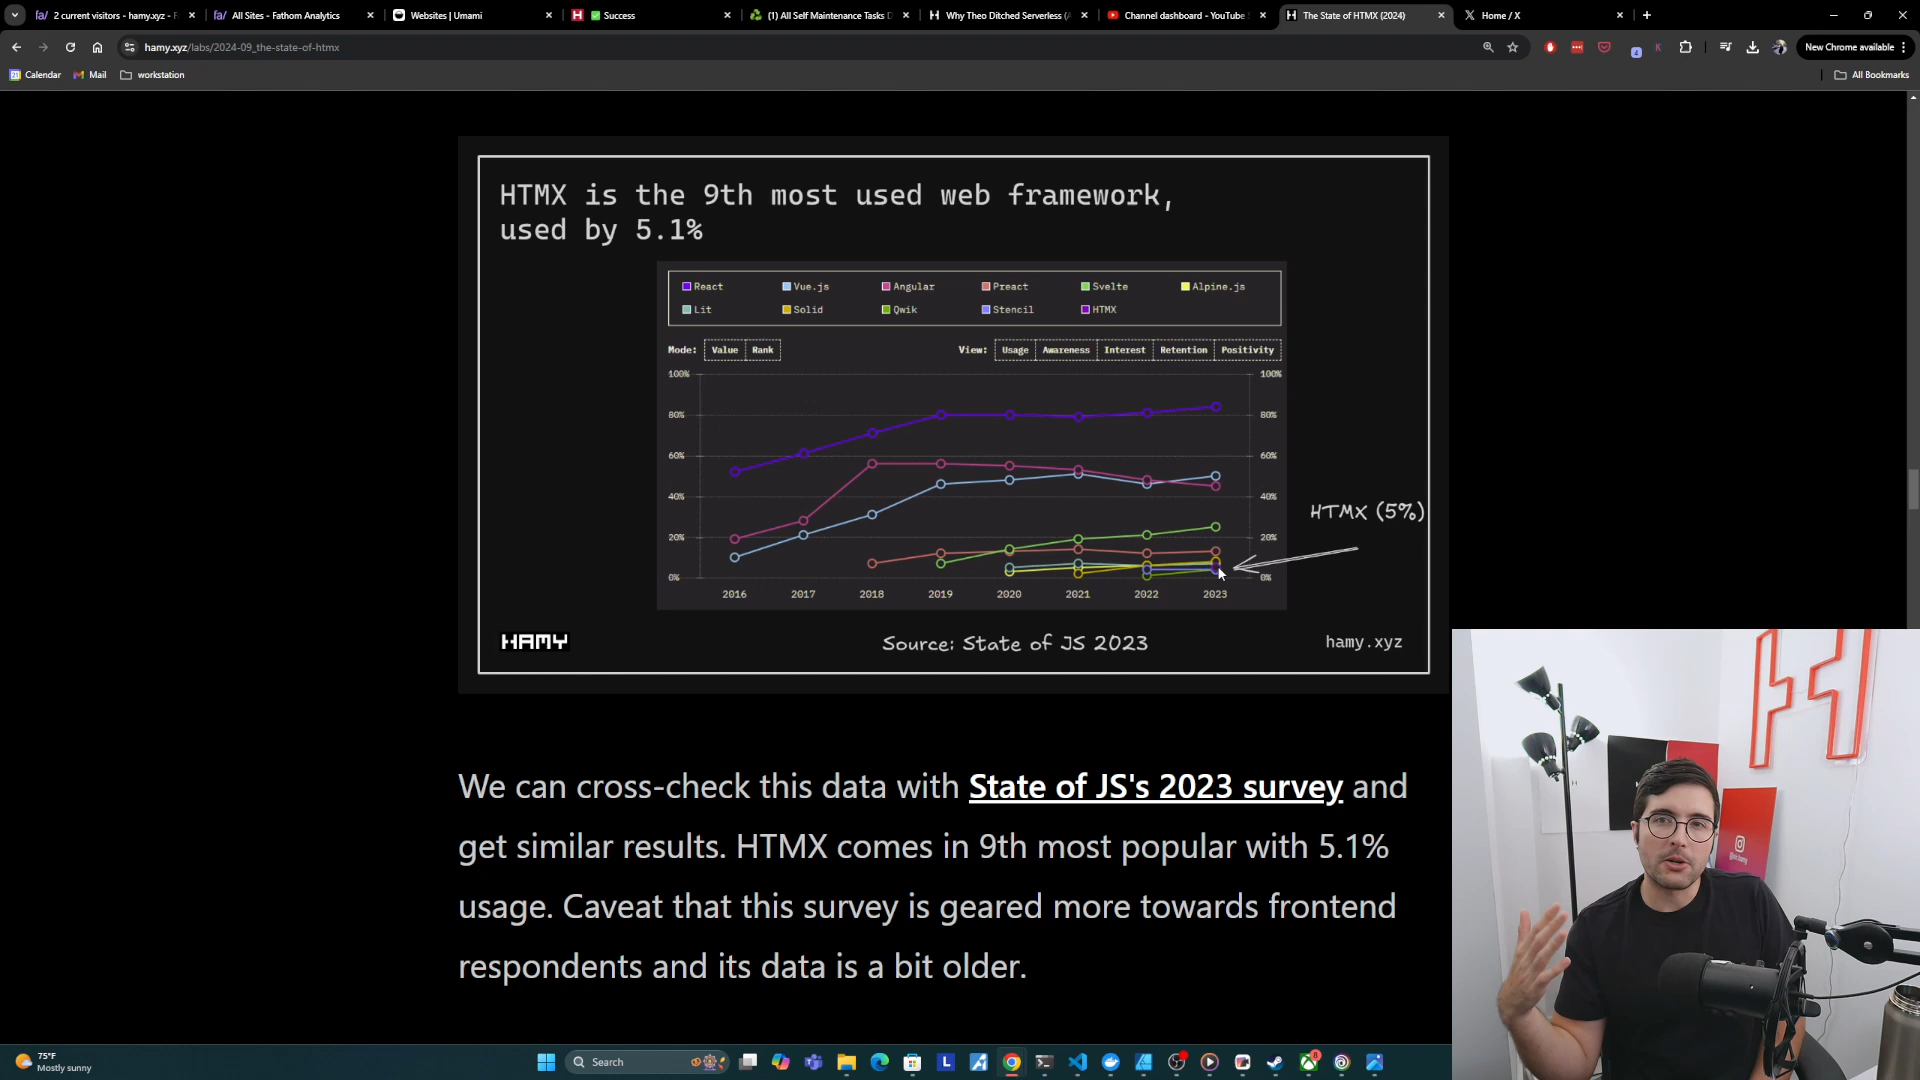 2 current visitors - hamy.xyz - F
All Sites - Fathom Analytics
Websites | Umami
Success
(1) All Self Maintenance Tasks D
Why Theo Ditched Serverless (A
Channel dashboard - YouTube S
The State of HTMX (2024)
Home / X
hamy.xyz/labs/2024-09_the-state-of-htmx
New Chrome available
Calendar
Mail
workstation
All Bookmarks
HTMX is the 9th most used web framework,
used by 5.1%
React Vue.js Angular Preact Svelte Alpine.js
Lit Solid Qwik Stencil HTMX
Mode: Value Rank View: Usage Awareness Interest Retention Positivity
100% 100%
80% 80%
60% 60%
40% 40%
HTMX (5%)
20% 20%
0% 0%
2016 2017 2018 2019 2020 2021 2022 2023
HAMY Source: State of JS 2023 hamy.xyz
We can cross-check this data with State of JS's 2023 survey and
get similar results. HTMX comes in 9th most popular with 5.1%
usage. Caveat that this survey is geared more towards frontend
respondents and its data is a bit older.
75°F
Mostly sunny
Search